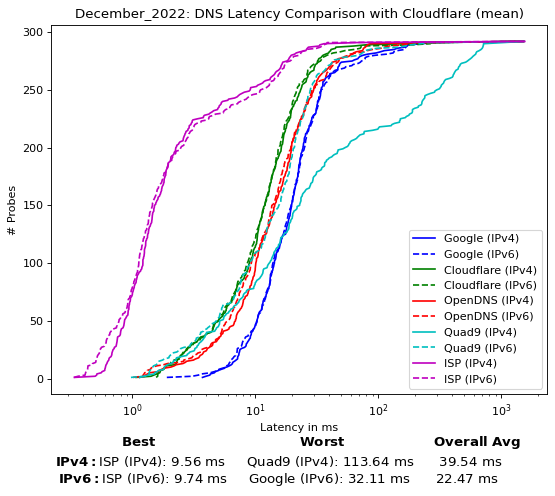 December_2022: DNS Latency Comparison with Cloudflare (mean)
300
250
200
150
100
50
0
# Probes
Google (IPv4)
Google (IPv6)
Cloudflare (IPv4)
Cloudflare (IPv6)
OpenDNS (IPv4)
OpenDNS (IPv6)
Quad9 (IPv4)
Quad9 (IPv6)
ISP (IPv4)
ISP (IPv6)
10⁰ 10¹ 10² 10³
Latency in ms
Best Worst Overall Avg
IPv4: ISP (IPv4): 9.56 ms Quad9 (IPv4): 113.64 ms 39.54 ms
IPv6: ISP (IPv6): 9.74 ms Google (IPv6): 32.11 ms 22.47 ms